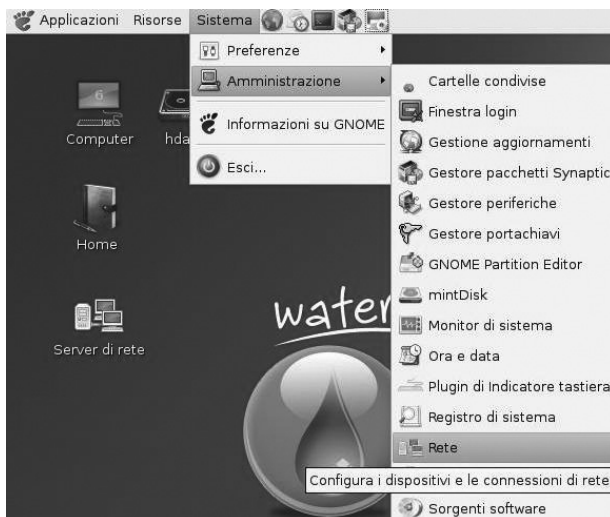 Applicazioni Risorse Sistema
Preferenze
Amministrazione
Informazioni su GNOME
Esci...
6
Computer
hda
Home
Server di rete
water
Cartelle condivise
Finestra login
Gestione aggiornamenti
Gestore pacchetti Synaptic
Gestore periferiche
Gestore portachiavi
GNOME Partition Editor
mintDisk
Monitor di sistema
Ora e data
Plugin di Indicatore tastiera
Registro di sistema
Rete
Configura i dispositivi e le connessioni di rete
Sorgenti software